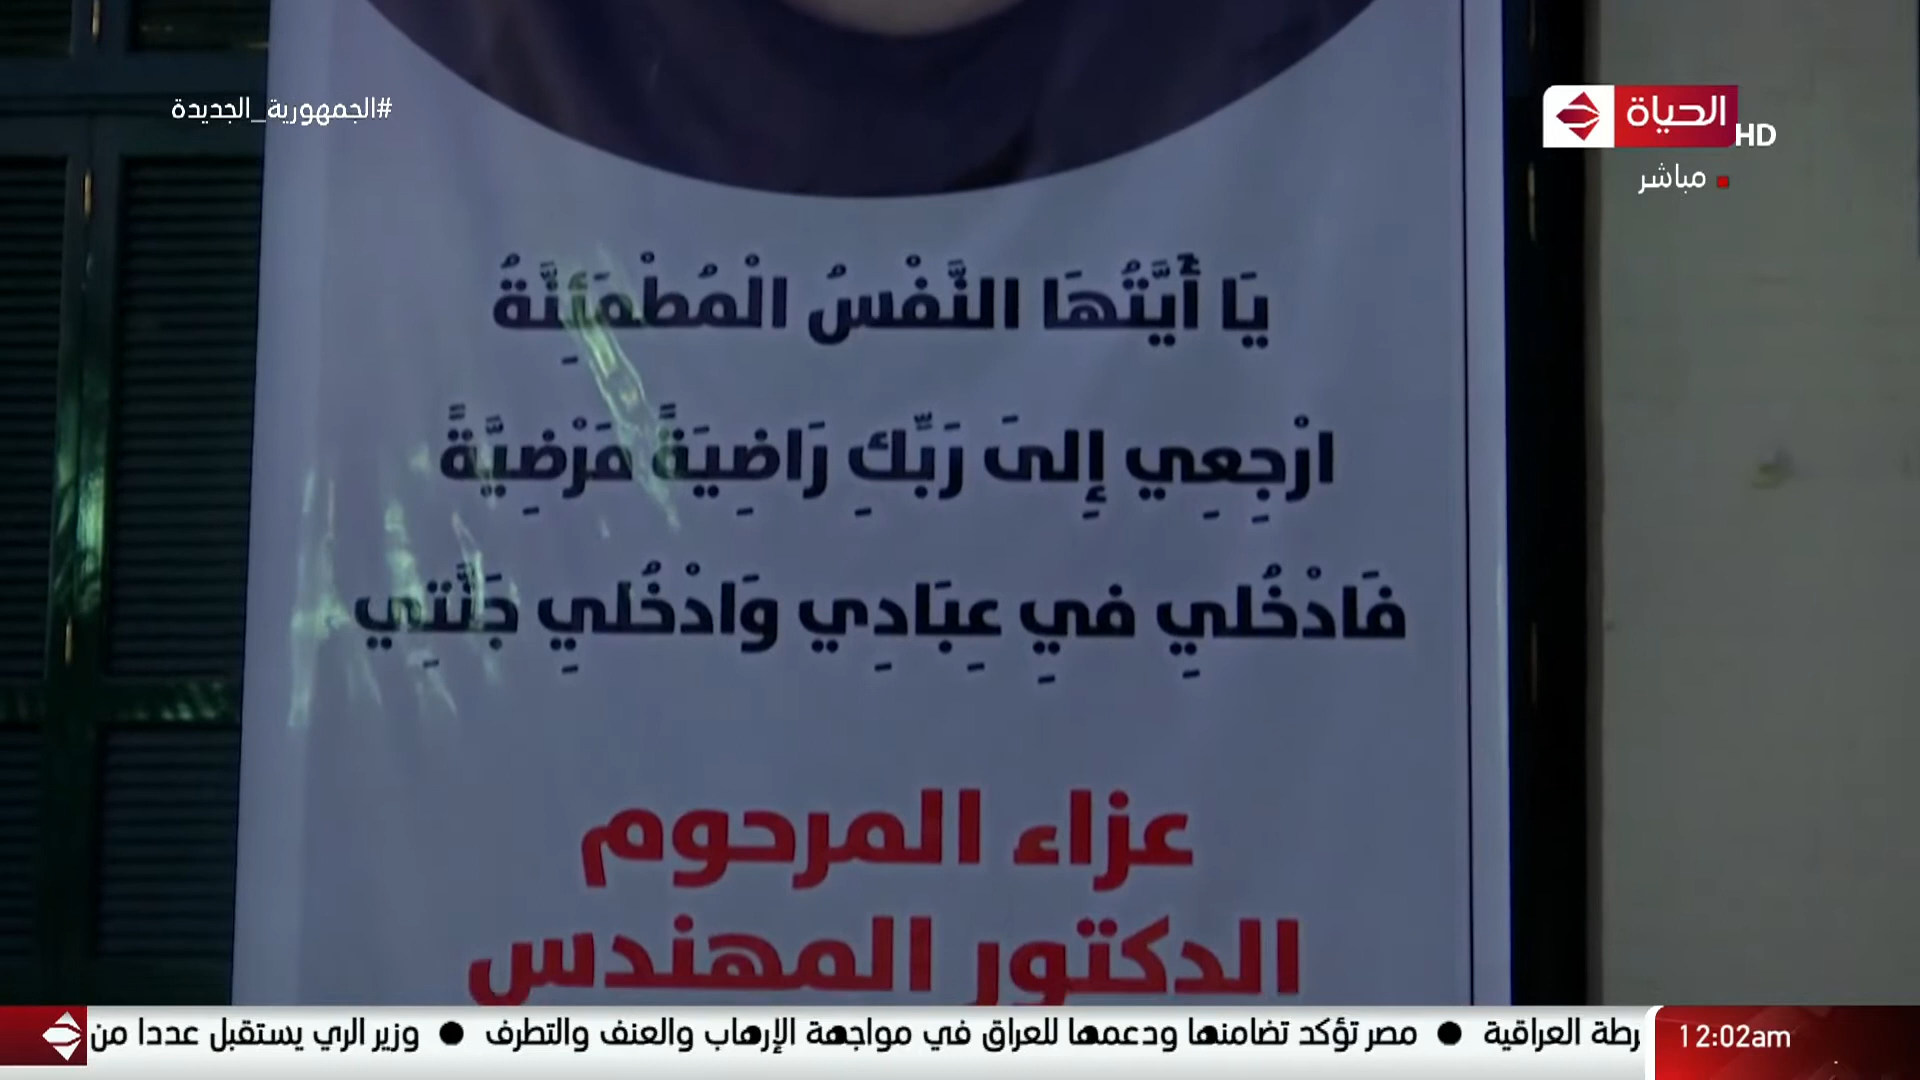 #الجمهورية_الجديدة
الحياة
HD
مباشر
يَا أَيَّتُهَا النَّفْسُ الْمُطْمَئِنَّةُ
ارْجِعِي إِلَىَ رَبِّكِ رَاضِيَةً مَرْضِيَّةً
فَادْخُلِي فِي عِبَادِي وَادْخُلِي جَنَّتِي
عزاء المرحوم
الدكتور المهندس
رطة العراقية ● مصر تؤكد تضامنها ودعمها للعراق في مواجهة الإرهاب والعنف والتطرف ● وزير الري يستقبل عددا من
12:02am